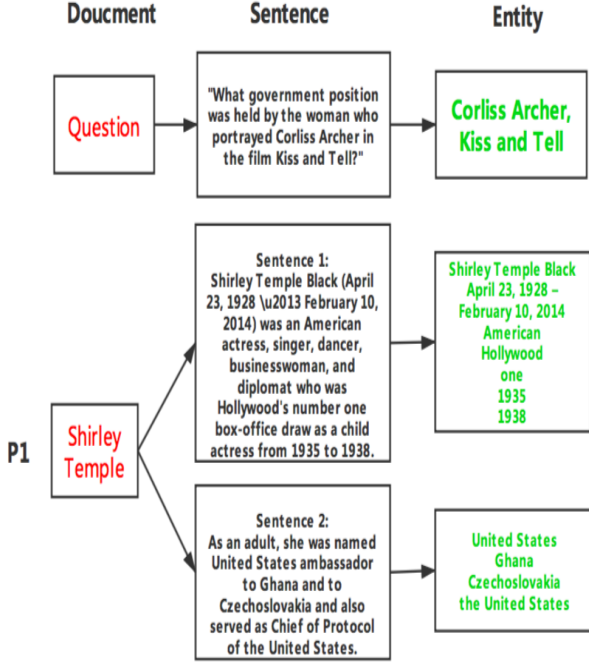 Doucment
Sentence
Entity
Question
"What government position
was held by the woman who
portrayed Corliss Archer in
the film Kiss and Tell?"
Corliss Archer,
Kiss and Tell
P1
Shirley
Temple
Sentence 1:
Shirley Temple Black (April
23, 1928 \u2013 February 10,
2014) was an American
actress, singer, dancer,
businesswoman, and
diplomat who was
Hollywood's number one
box-office draw as a child
actress from 1935 to 1938.
Shirley Temple Black
April 23, 1928 –
February 10, 2014
American
Hollywood
one
1935
1938
Sentence 2:
As an adult, she was named
United States ambassador
to Ghana and to
Czechoslovakia and also
served as Chief of Protocol
of the United States.
United States
Ghana
Czechoslovakia
the United States